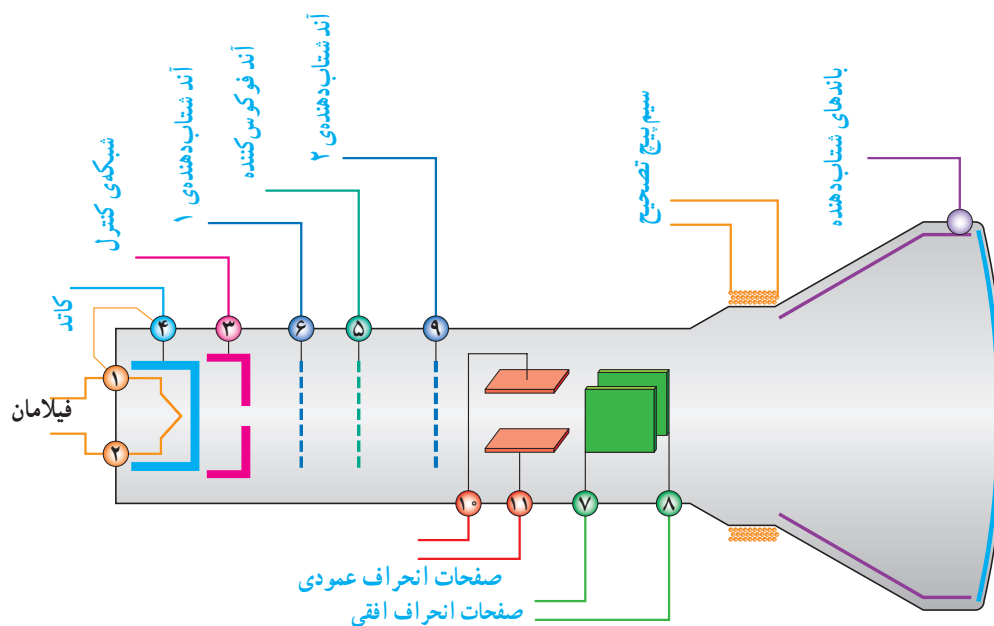 باندهای شتاب‌دهنده
سیم‌پیچ تصحیح
آند شتاب‌دهنده‌ی ۲
آند فوکوس‌کننده
آند شتاب‌دهنده‌ی ۱
شبکه‌ی کنترل
کاتد
۴
۳
۶
۵
۹
۱
فیلامان
۲
۱۰
۱۱
۷
۸
صفحات انحراف عمودی
صفحات انحراف افقی